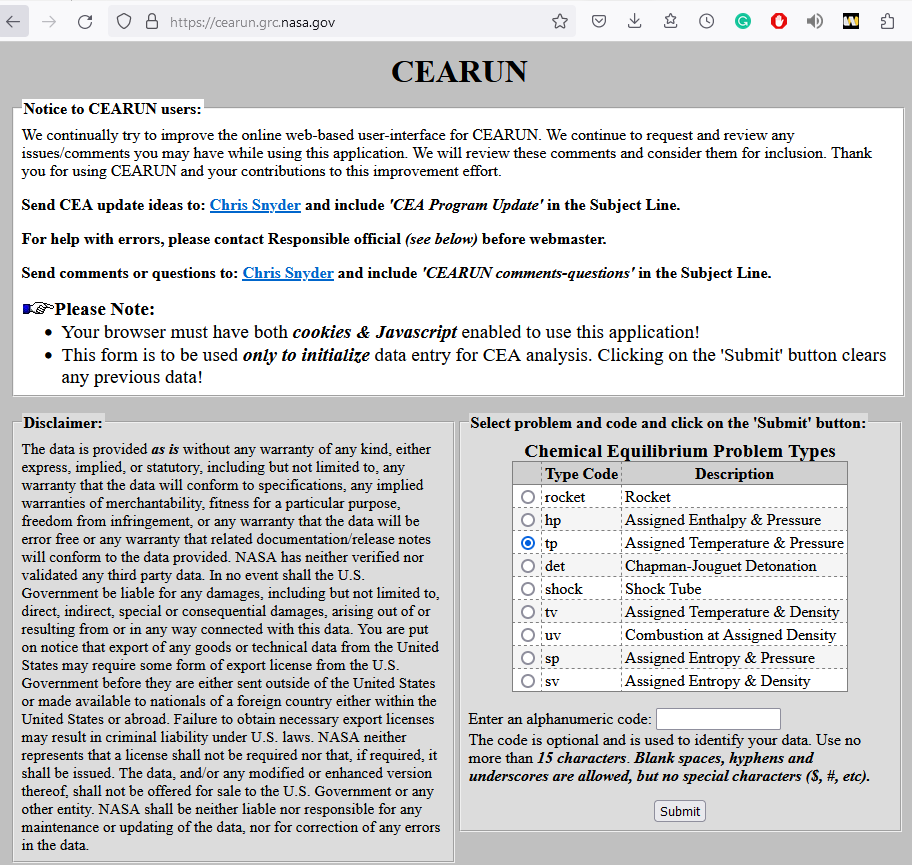 https://cearun.grc.nasa.gov
CEARUN
Notice to CEARUN users:
We continually try to improve the online web-based user-interface for CEARUN. We continue to request and review any
issues/comments you may have while using this application. We will review these comments and consider them for inclusion. Thank
you for using CEARUN and your contributions to this improvement effort.
Send CEA update ideas to: Chris Snyder and include 'CEA Program Update' in the Subject Line.
For help with errors, please contact Responsible official (see below) before webmaster.
Send comments or questions to: Chris Snyder and include 'CEARUN comments-questions' in the Subject Line.
Please Note:
• Your browser must have both cookies & Javascript enabled to use this application!
• This form is to be used only to initialize data entry for CEA analysis. Clicking on the 'Submit' button clears
any previous data!
Disclaimer:
The data is provided as is without any warranty of any kind, either
express, implied, or statutory, including but not limited to, any
warranty that the data will conform to specifications, any implied
warranties of merchantability, fitness for a particular purpose,
freedom from infringement, or any warranty that the data will be
error free or any warranty that related documentation/release notes
will conform to the data provided. NASA has neither verified nor
validated any third party data. In no event shall the U.S.
Government be liable for any damages, including but not limited to,
direct, indirect, special or consequential damages, arising out of or
resulting from or in any way connected with this data. You are put
on notice that export of any goods or technical data from the United
States may require some form of export license from the U.S.
Government before they are either sent outside of the United States
or made available to nationals of a foreign country either within the
United States or abroad. Failure to obtain necessary export licenses
may result in criminal liability under U.S. laws. NASA neither
represents that a license shall not be required nor that, if required, it
shall be issued. The data, and/or any modified or enhanced version
thereof, shall not be offered for sale to the U.S. Government or any
other entity. NASA shall be neither liable nor responsible for any
maintenance or updating of the data, nor for correction of any errors
in the data.
Select problem and code and click on the 'Submit' button:
Chemical Equilibrium Problem Types
Type Code Description
rocket Rocket
hp Assigned Enthalpy & Pressure
tp Assigned Temperature & Pressure
det Chapman-Jouguet Detonation
shock Shock Tube
tv Assigned Temperature & Density
uv Combustion at Assigned Density
sp Assigned Entropy & Pressure
sv Assigned Entropy & Density
Enter an alphanumeric code:
The code is optional and is used to identify your data. Use no
more than 15 characters. Blank spaces, hyphens and
underscores are allowed, but no special characters ($, #, etc).
Submit